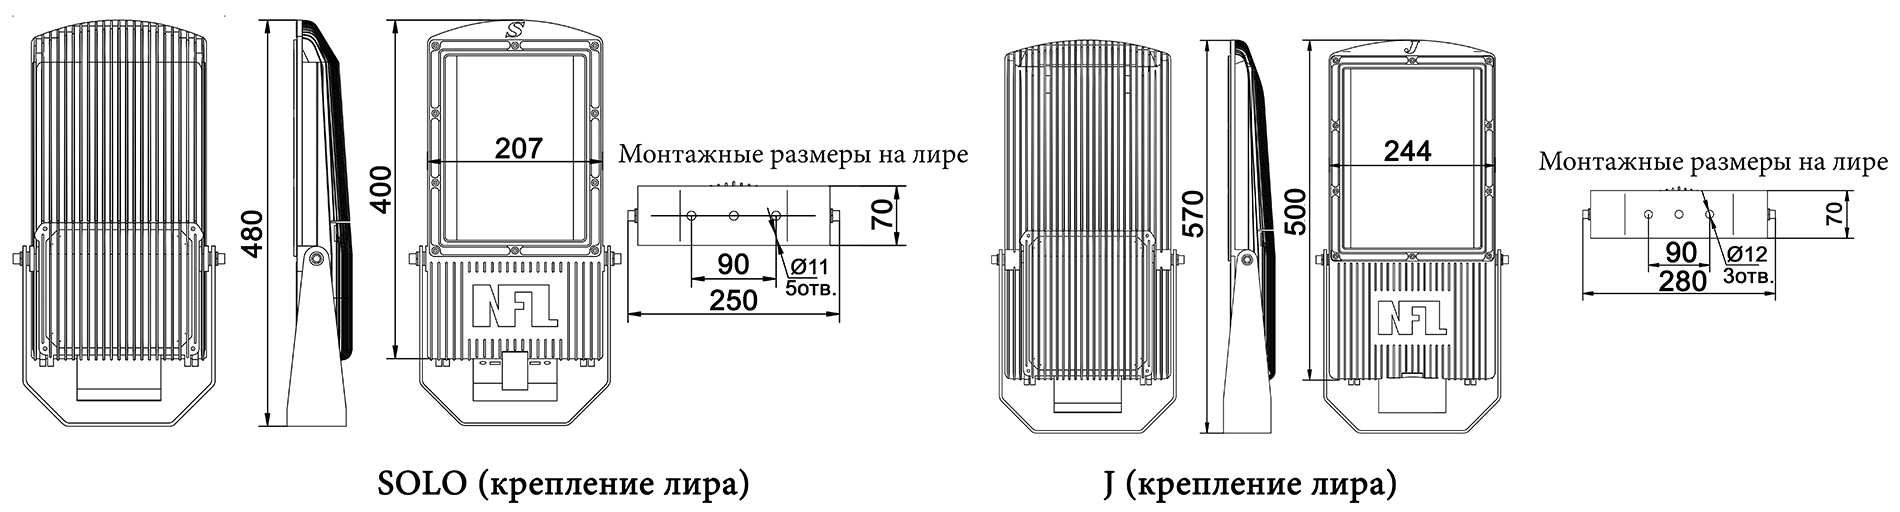 S
480
400
207
NFL
Монтажные размеры на лире
70
90
Ø11
5отв.
250
SOLO (крепление лира)
J
570
500
244
NFL
Монтажные размеры на лире
70
90
Ø12
3отв.
280
J (крепление лира)